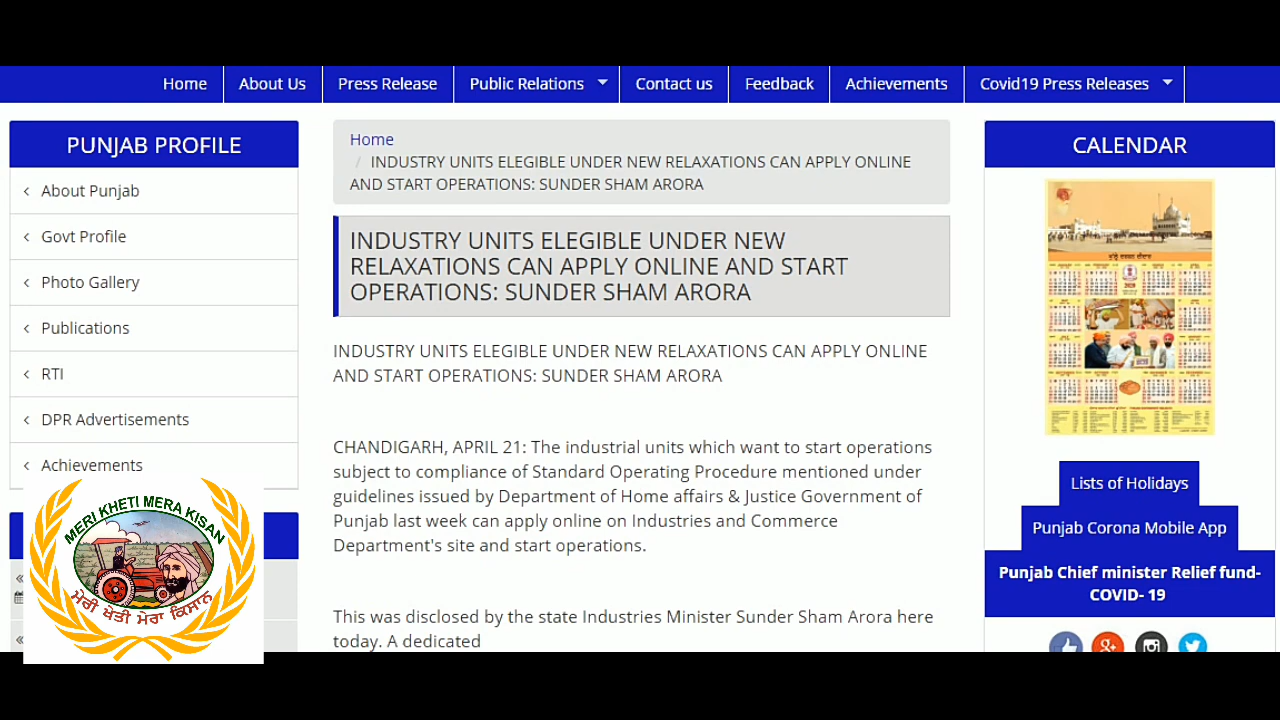 Home
About Us
Press Release
Public Relations
Contact us
Feedback
Achievements
Covid19 Press Releases
PUNJAB PROFILE
About Punjab
Govt Profile
Photo Gallery
Publications
RTI
DPR Advertisements
Achievements
MERI KHETI MERA KISAN
ਮੇਰੀ ਖੇਤੀ ਮੇਰਾ ਕਿਸਾਨ
Home
/ INDUSTRY UNITS ELEGIBLE UNDER NEW RELAXATIONS CAN APPLY ONLINE
AND START OPERATIONS: SUNDER SHAM ARORA
INDUSTRY UNITS ELEGIBLE UNDER NEW
RELAXATIONS CAN APPLY ONLINE AND START
OPERATIONS: SUNDER SHAM ARORA
INDUSTRY UNITS ELEGIBLE UNDER NEW RELAXATIONS CAN APPLY ONLINE
AND START OPERATIONS: SUNDER SHAM ARORA
CHANDIGARH, APRIL 21: The industrial units which want to start operations
subject to compliance of Standard Operating Procedure mentioned under
guidelines issued by Department of Home affairs & Justice Government of
Punjab last week can apply online on Industries and Commerce
Department's site and start operations.
This was disclosed by the state Industries Minister Sunder Sham Arora here
today. A dedicated
CALENDAR
2020
Lists of Holidays
Punjab Corona Mobile App
Punjab Chief minister Relief fund-
COVID- 19